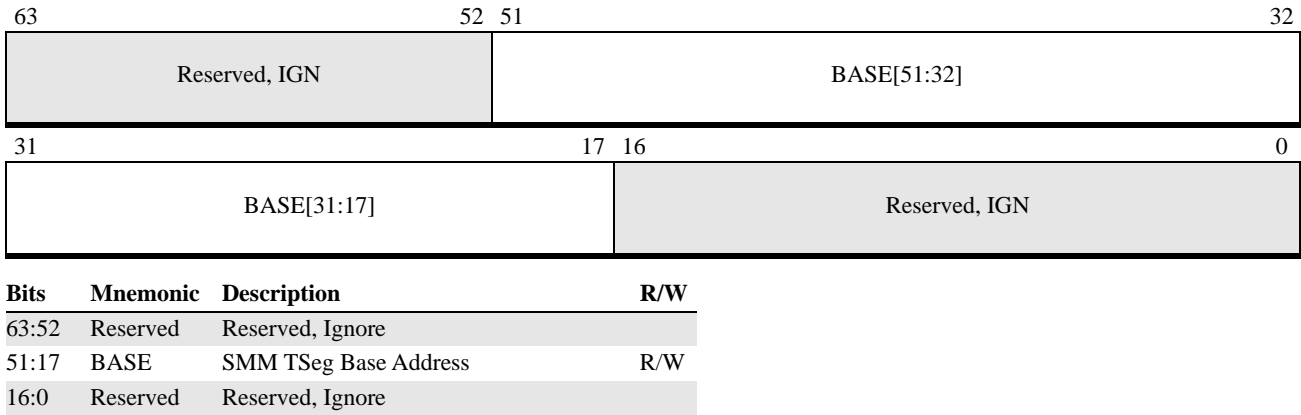 63 52 51 32
Reserved, IGN BASE[51:32]
31 17 16 0
BASE[31:17] Reserved, IGN
Bits Mnemonic Description R/W
63:52 Reserved Reserved, Ignore
51:17 BASE SMM TSeg Base Address R/W
16:0 Reserved Reserved, Ignore